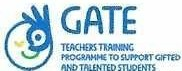 GATE
TEACHERS TRAINING
PROGRAMME TO SUPPORT GIFTED
AND TALENTED STUDENTS